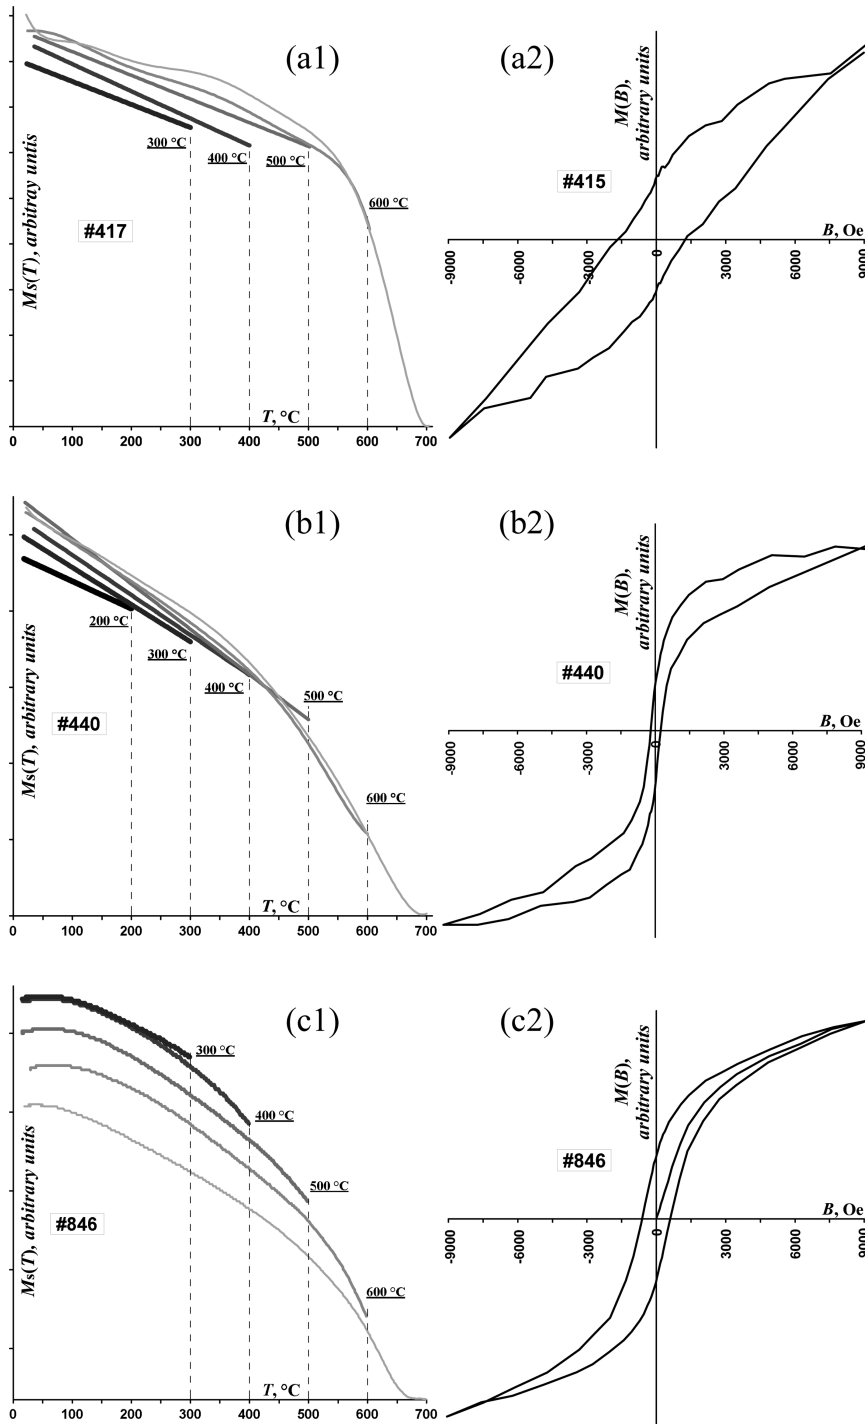 (a1)
Ms(T), arbitray untis
300 °C
400 °C
500 °C
600 °C
#417
T, °C
0 100 200 300 400 500 600 700
(a2)
M(B),
arbitrary units
#415
B, Oe
-9000 -6000 -3000 0 3000 6000 9000
(b1)
Ms(T), arbitrary units
200 °C
300 °C
400 °C
500 °C
600 °C
#440
T, °C
0 100 200 300 400 500 600 700
(b2)
M(B),
arbitrary units
#440
B, Oe
-9000 -6000 -3000 0 3000 6000 9000
(c1)
Ms(T), arbitrary units
300 °C
400 °C
500 °C
600 °C
#846
T, °C
0 100 200 300 400 500 600 700
(c2)
M(B),
arbitrary units
#846
B, Oe
-9000 -6000 -3000 0 3000 6000 9000